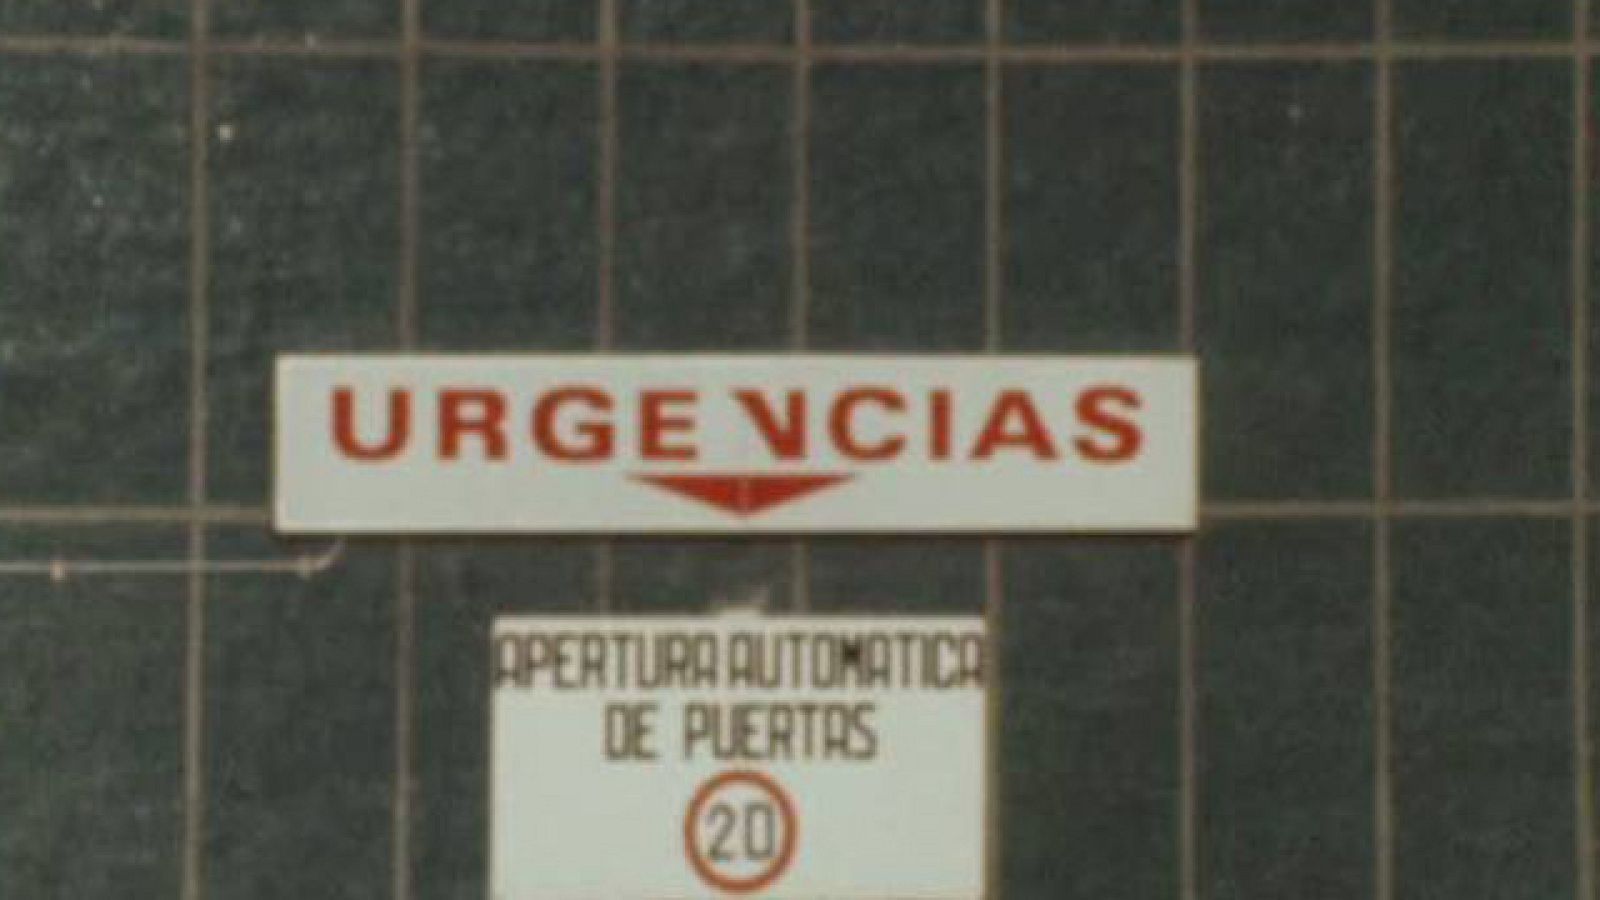 URGENCIAS
APERTURA AUTOMATICA
DE PUERTAS
20